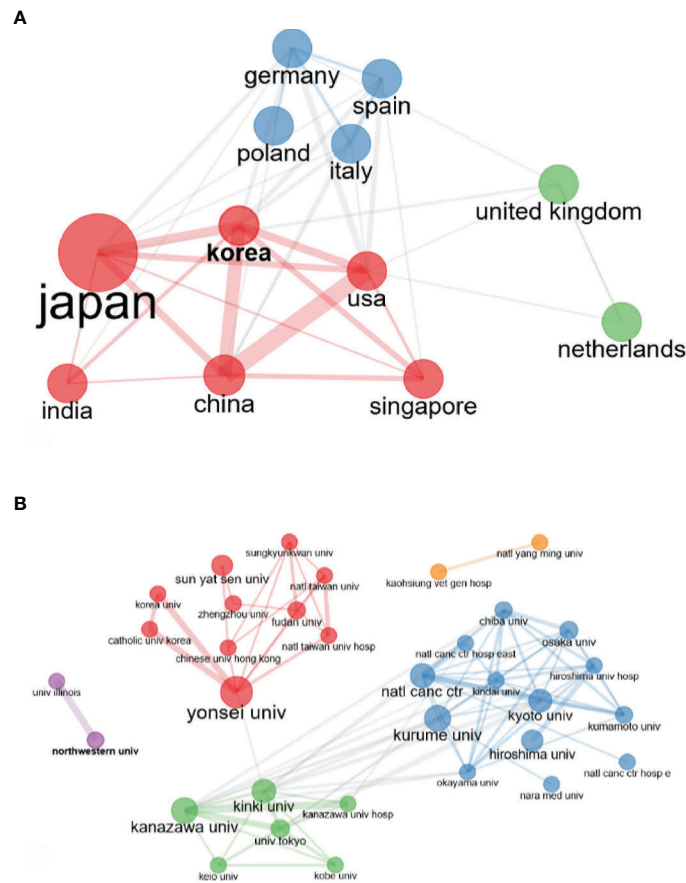 A
germany
spain
poland
italy
united kingdom
korea
usa
japan
netherlands
india
china
singapore
B
sungkyunkwan univ
natl yang ming univ
sun yat sen univ
natl taiwan univ
kaohsiung vet gen hosp
korea univ
zhengzhou univ
fudan univ
chiba univ
catholic univ korea
natl taiwan univ hosp
osaka univ
chinese univ hong kong
natl canc ctr hosp east
hiroshima univ hosp
univ illinois
natl canc ctr
kindai univ
yonsei univ
kyoto univ
kumamoto univ
kurume univ
northwestern univ
hiroshima univ
natl canc ctr hosp e
okayama univ
nara med univ
kinki univ
kanazawa univ hosp
kanazawa univ
univ tokyo
keio univ
kobe univ